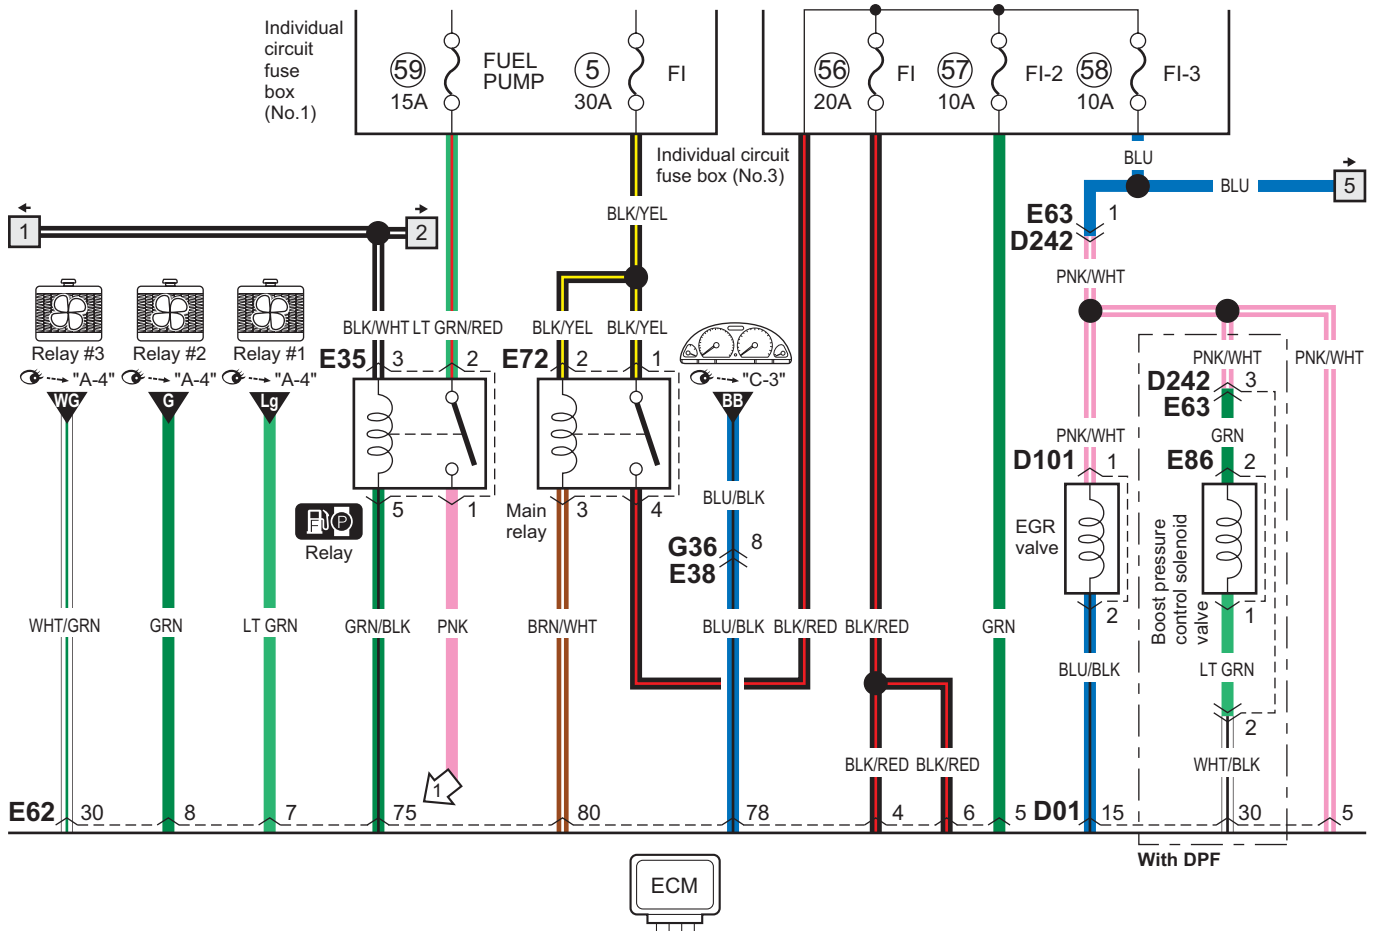 Individual
circuit
fuse
box
(No.1)
59
15A
FUEL
PUMP
5
30A
FI
56
20A
FI
57
10A
FI-2
58
10A
FI-3
Individual circuit
fuse box (No.3)
BLU
BLU
5
BLK/YEL
E63
1
D242
1
2
PNK/WHT
BLK/WHT
LT GRN/RED
BLK/YEL
BLK/YEL
Relay #3
Relay #2
Relay #1
"A-4"
"A-4"
"A-4"
E35
3
2
E72
2
1
"C-3"
PNK/WHT
PNK/WHT
D242
3
E63
WG
G
Lg
BB
PNK/WHT
GRN
D101
1
E86
2
5
1
Main
relay
3
4
BLU/BLK
F
P
Relay
G36
8
E38
EGR
valve
Boost pressure
control solenoid
valve
2
1
WHT/GRN
GRN
LT GRN
GRN/BLK
PNK
BRN/WHT
BLU/BLK
BLK/RED
BLK/RED
GRN
BLU/BLK
LT GRN
2
BLK/RED
BLK/RED
WHT/BLK
1
E62
30
8
7
75
80
78
4
6
5
D01
15
30
5
With DPF
ECM